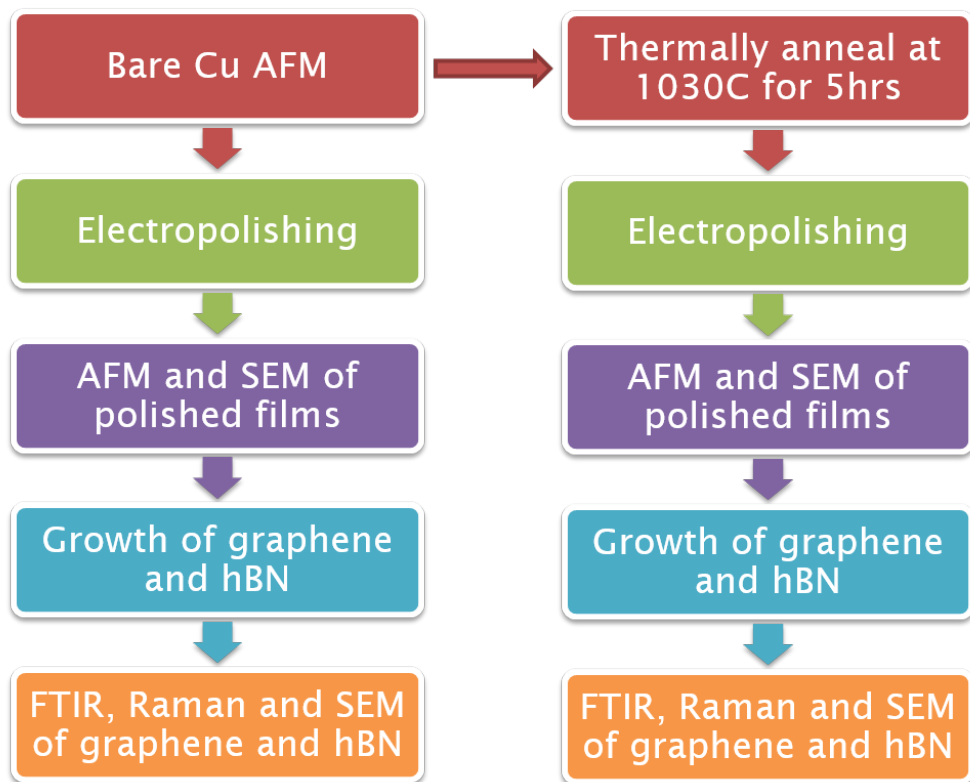 Bare Cu AFM
Electropolishing
AFM and SEM of
polished films
Growth of graphene
and hBN
FTIR, Raman and SEM
of graphene and hBN
Thermally anneal at
1030C for 5hrs
Electropolishing
AFM and SEM of
polished films
Growth of graphene
and hBN
FTIR, Raman and SEM
of graphene and hBN